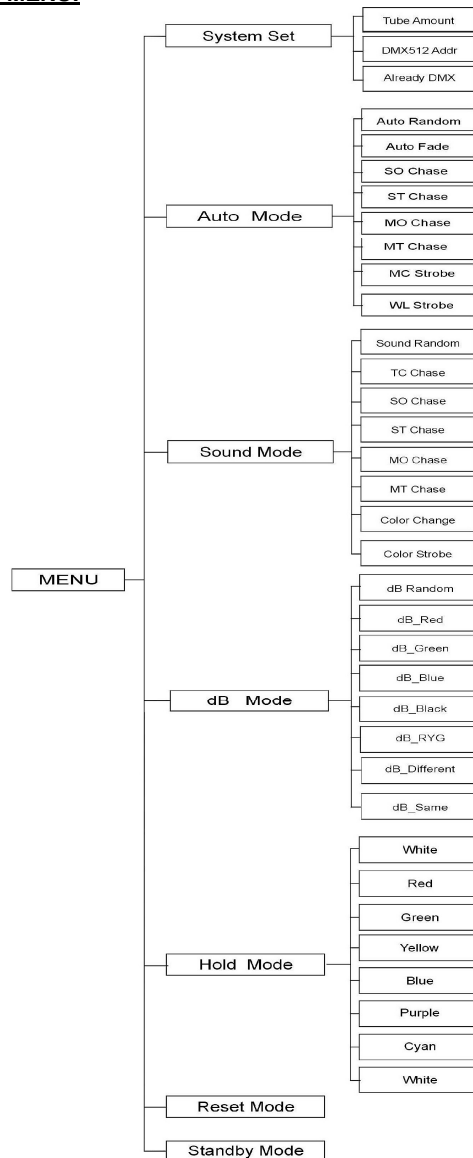 MENU:
System Set
Tube Amount
DMX512 Addr
Already DMX
Auto Mode
Auto Random
Auto Fade
SO Chase
ST Chase
MO Chase
MT Chase
MC Strobe
WL Strobe
Sound Mode
Sound Random
TC Chase
SO Chase
ST Chase
MO Chase
MT Chase
Color Change
Color Strobe
MENU
dB Mode
dB Random
dB_Red
dB_Green
dB_Blue
dB_Black
dB_RYG
dB_Different
dB_Same
Hold Mode
White
Red
Green
Yellow
Blue
Purple
Cyan
White
Reset Mode
Standby Mode